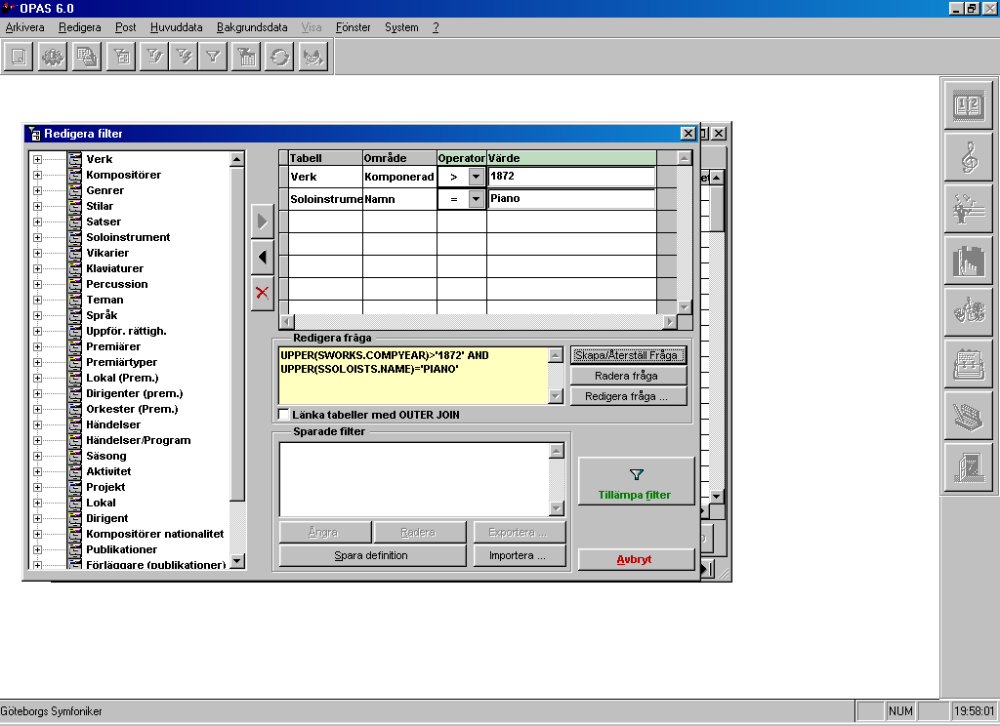 OPAS 6.0
Arkivera Redigera Post Huvuddata Bakgrundsdata Visa Fönster System ?
Redigera filter
Verk
Kompositörer
Genrer
Stilar
Satser
Soloinstrument
Vikarier
Klaviaturer
Percussion
Teman
Språk
Uppför. rättigh.
Premiärer
Premiärtyper
Lokal (Prem.)
Dirigenter (prem.)
Orkester (Prem.)
Händelser
Händelser/Program
Säsong
Aktivitet
Projekt
Lokal
Dirigent
Kompositörer nationalitet
Publikationer
Förläggare (publikationer)
Tabell Område Operator Värde
Verk Komponerad > 1872
Soloinstrume Namn = Piano
Redigera fråga
UPPER(SWORKS.COMPYEAR)>'1872' AND
UPPER(SSOLOISTS.NAME)='PIANO'
Skapa/Återställ Fråga
Radera fråga
Redigera fråga ...
Länka tabeller med OUTER JOIN
Sparade filter
Ångra Radera Exportera ...
Spara definition Importera ...
Tillämpa filter
Avbryt
Göteborgs Symfoniker NUM 19:58:01